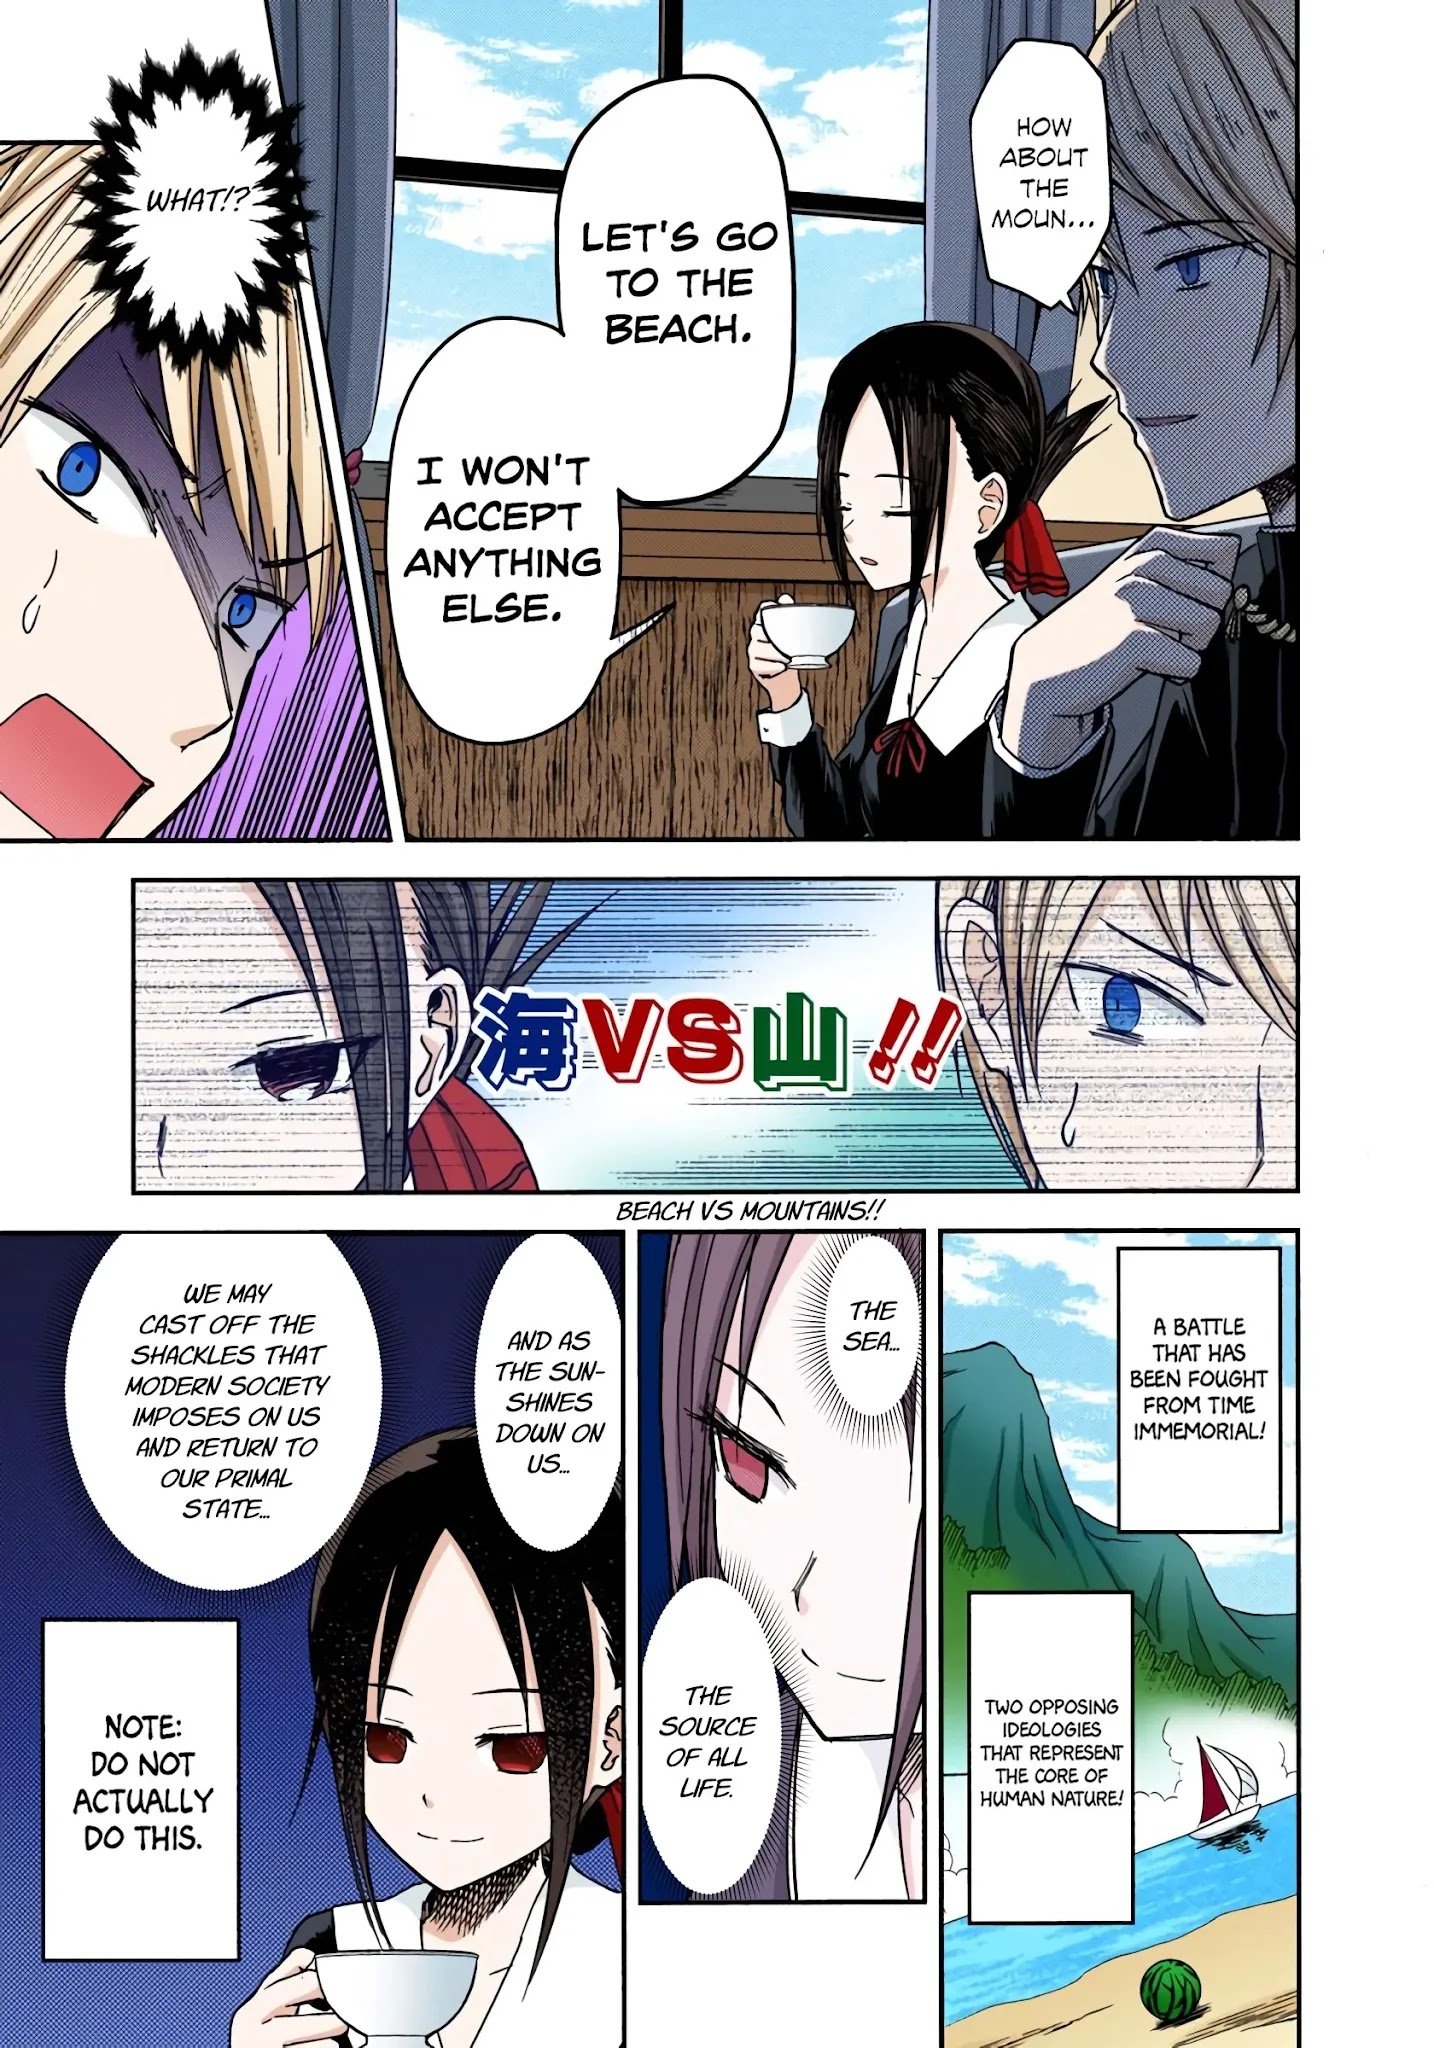 HOW
ABOUT
THE
MOUN...
LET'S GO
TO THE
BEACH.
I WON'T
ACCEPT
ANYTHING
ELSE.
WHAT!?
海VS山!!
BEACH VS MOUNTAINS!!
A BATTLE
THAT HAS
BEEN FOUGHT
FROM TIME
IMMEMORIAL!
TWO OPPOSING
IDEOLOGIES
THAT REPRESENT
THE CORE OF
HUMAN NATURE!
THE
SEA...
THE
SOURCE
OF ALL
LIFE.
AND AS
THE SUN-
SHINES
DOWN ON
US...
WE MAY
CAST OFF THE
SHACKLES THAT
MODERN SOCIETY
IMPOSES ON US
AND RETURN TO
OUR PRIMAL
STATE...
NOTE:
DO NOT
ACTUALLY
DO THIS.